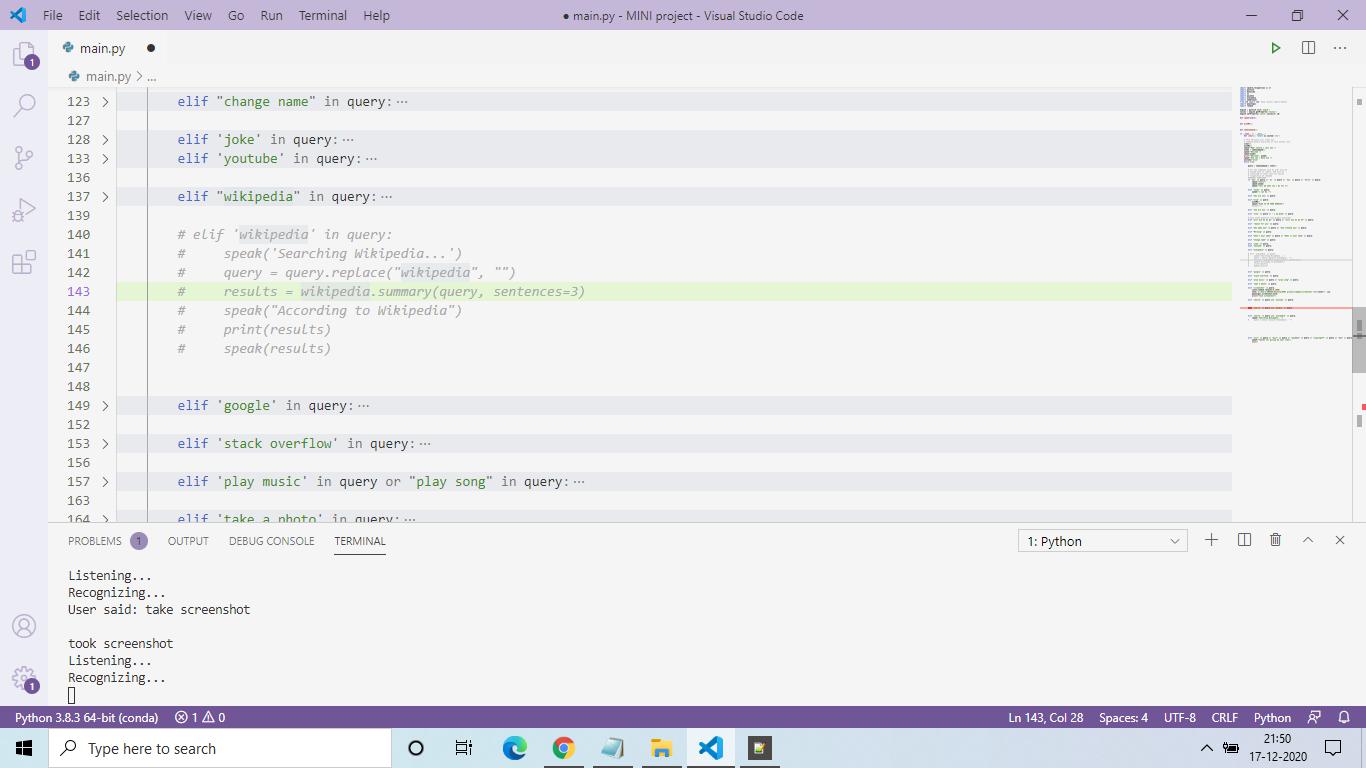 File Edit Selection View Go Run Terminal Help ● main.py - MINI project - Visual Studio Code
main.py ●
main.py > ...
1
123 > elif "change name" in query: ···
127
128 > elif 'joke' in query: ···
133 > elif 'youtube' in query: ···
136
137 > elif "wikipedia" in query: ···
139
140 # elif 'wikipedia' in query:
141 #     speak('Searching Wikipedia...')
142 #     query = query.replace("wikipedia", "")
143 #     results = wikipedia.summary(query, sentences=3)
144 #     speak("According to Wikipedia")
145 #     print(results)
146 #     speak(results)
147
148
149 > elif 'google' in query: ···
152
153 > elif 'stack overflow' in query: ···
156
157 > elif 'play music' in query or "play song" in query: ···
163
164 > elif 'take a photo' in query: ···
PROBLEMS 1 OUTPUT DEBUG CONSOLE TERMINAL 1: Python
Listening...
Recognizing...
User said: take screenshot
took screenshot
Listening...
Recognizing...
1
Python 3.8.3 64-bit (conda) 1 0 Ln 143, Col 28 Spaces: 4 UTF-8 CRLF Python
Type here to search
21:50
17-12-2020